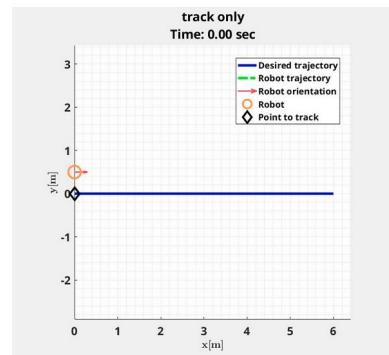 track only
Time: 0.00 sec
Desired trajectory
Robot trajectory
Robot orientation
Robot
Point to track
3
2
1
0
-1
-2
y[m]
0 1 2 3 4 5 6
x[m]